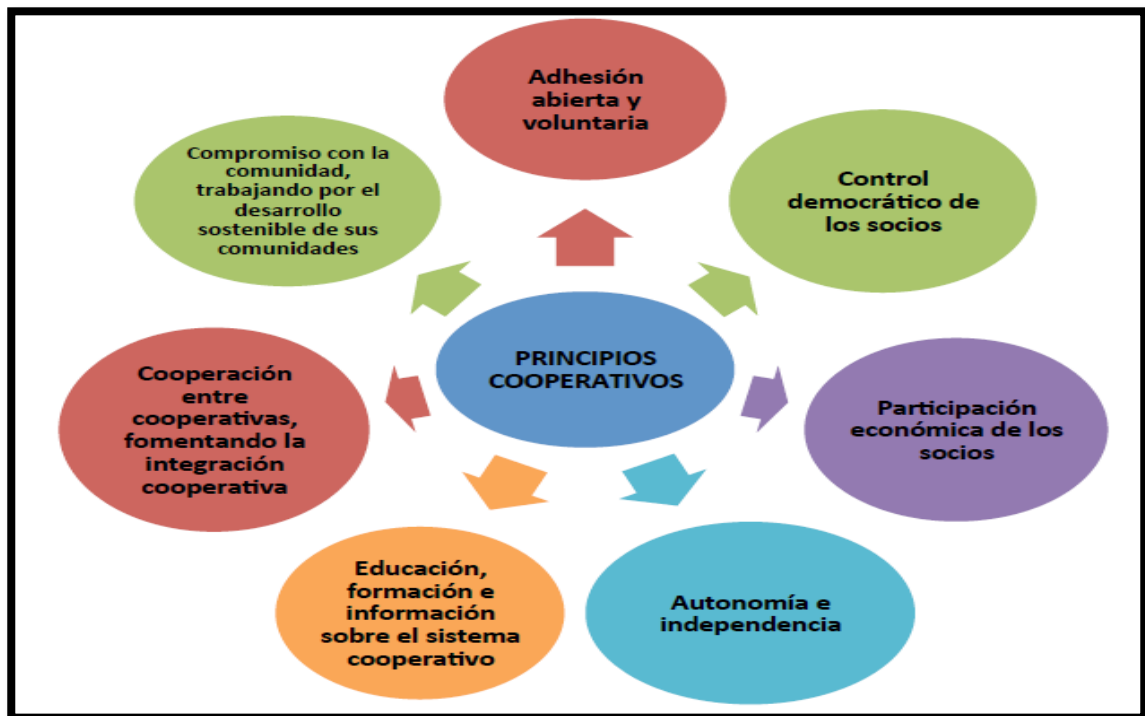 Adhesión
abierta y
voluntaria
Control
democrático de
los socios
Participación
económica de los
socios
Autonomía e
independencia
Educación,
formación e
información
sobre el sistema
cooperativo
Cooperación
entre
cooperativas,
fomentando la
integración
cooperativa
Compromiso con la
comunidad,
trabajando por el
desarrollo
sostenible de sus
comunidades
PRINCIPIOS
COOPERATIVOS